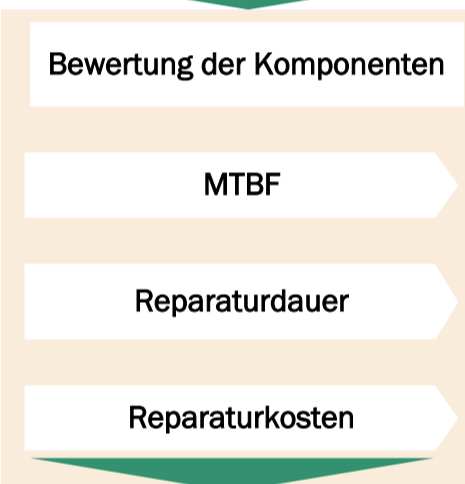 Bewertung der Komponenten
MTBF
Reparaturdauer
Reparaturkosten